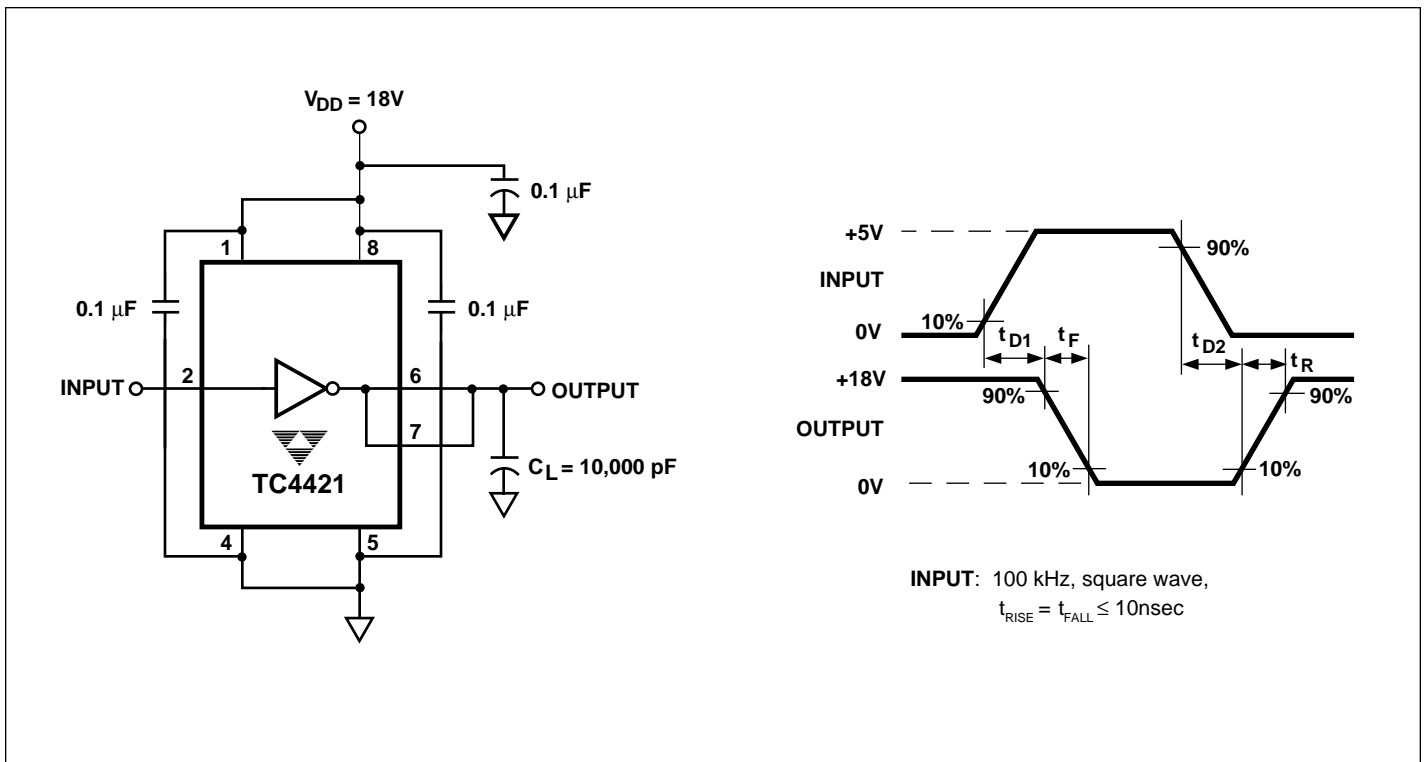 V_DD = 18V
0.1 µF
1
8
0.1 µF
0.1 µF
INPUT
2
6
OUTPUT
7
C_L = 10,000 pF
TC4421
4
5
+5V
90%
INPUT
10%
0V
t_D1
t_F
t_D2
t_R
+18V
90%
90%
OUTPUT
10%
10%
0V
INPUT: 100 kHz, square wave,
t_RISE = t_FALL ≤ 10nsec